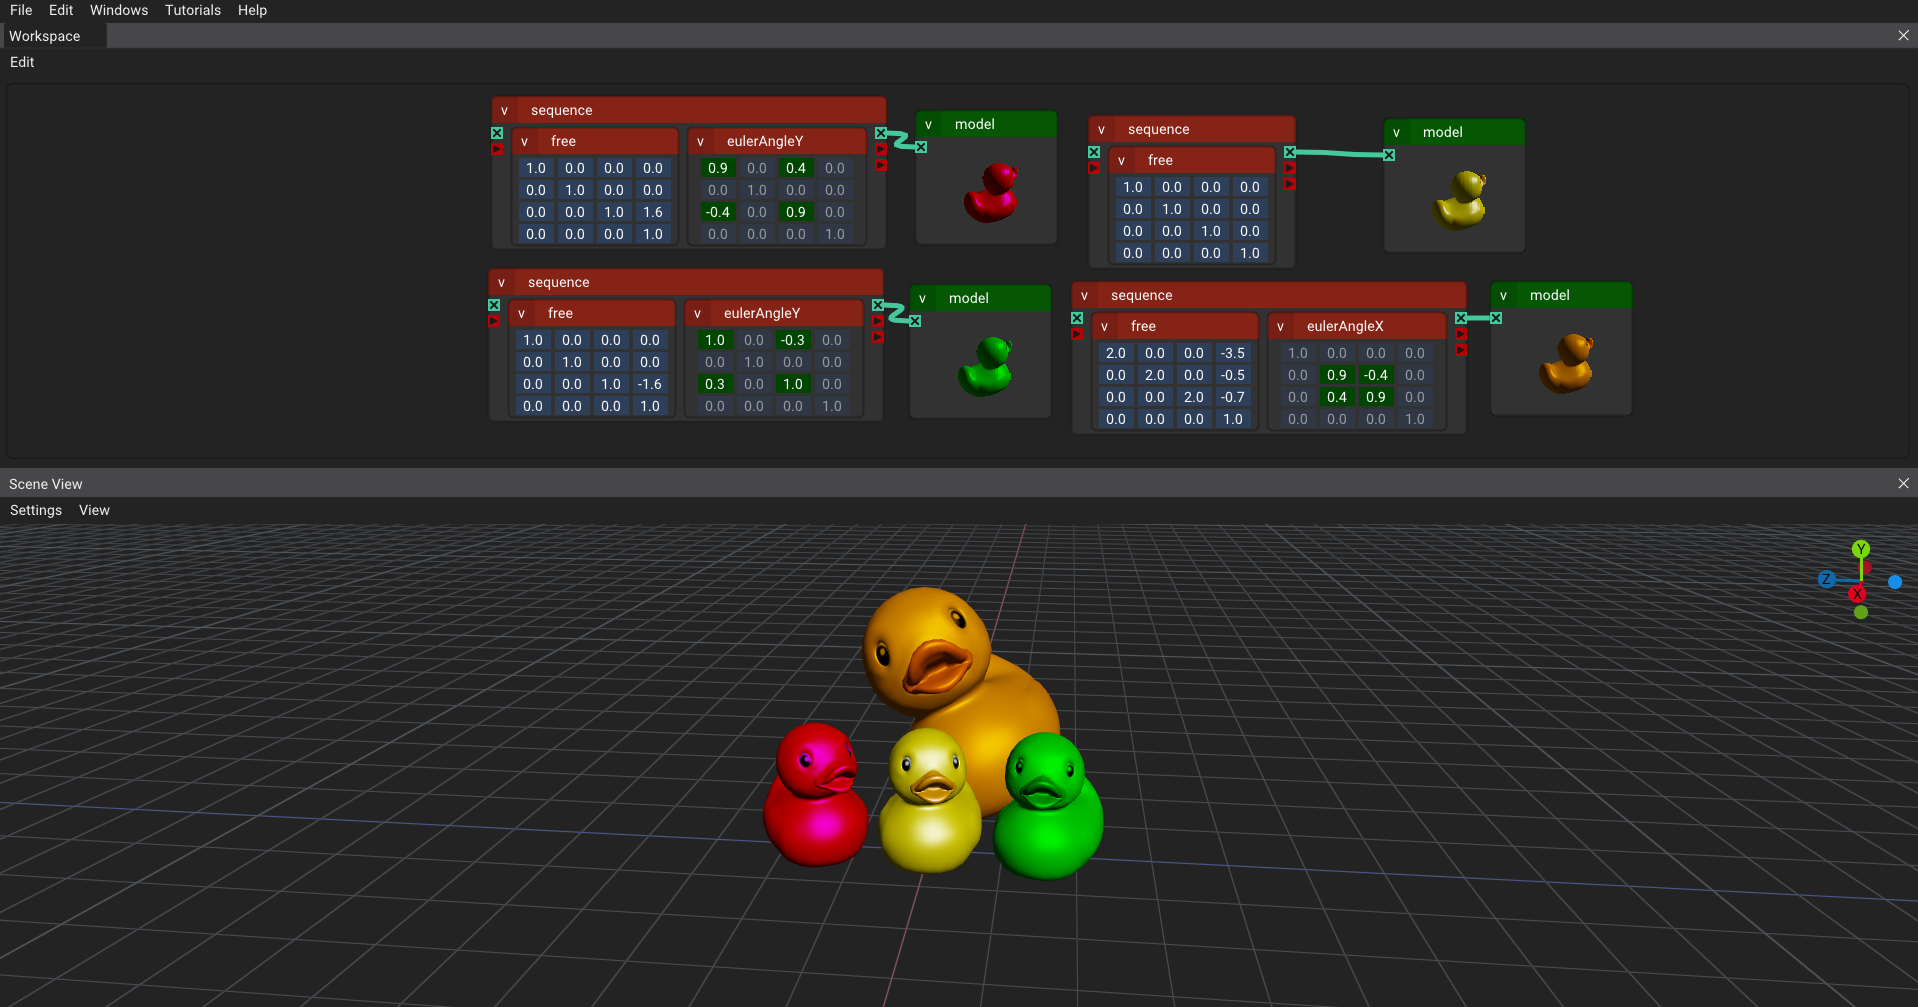 File Edit Windows Tutorials Help
Workspace
Edit
v sequence
v free
1.0 0.0 0.0 0.0
0.0 1.0 0.0 0.0
0.0 0.0 1.0 1.6
0.0 0.0 0.0 1.0
v eulerAngleY
0.9 0.0 0.4 0.0
0.0 1.0 0.0 0.0
-0.4 0.0 0.9 0.0
0.0 0.0 0.0 1.0
v model
v sequence
v free
1.0 0.0 0.0 0.0
0.0 1.0 0.0 0.0
0.0 0.0 1.0 0.0
0.0 0.0 0.0 1.0
v model
v sequence
v free
1.0 0.0 0.0 0.0
0.0 1.0 0.0 0.0
0.0 0.0 1.0 -1.6
0.0 0.0 0.0 1.0
v eulerAngleY
1.0 0.0 -0.3 0.0
0.0 1.0 0.0 0.0
0.3 0.0 1.0 0.0
0.0 0.0 0.0 1.0
v model
v sequence
v free
2.0 0.0 0.0 -3.5
0.0 2.0 0.0 -0.5
0.0 0.0 2.0 -0.7
0.0 0.0 0.0 1.0
v eulerAngleX
1.0 0.0 0.0 0.0
0.0 0.9 -0.4 0.0
0.0 0.4 0.9 0.0
0.0 0.0 0.0 1.0
v model
Scene View
Settings View
Y
Z
X